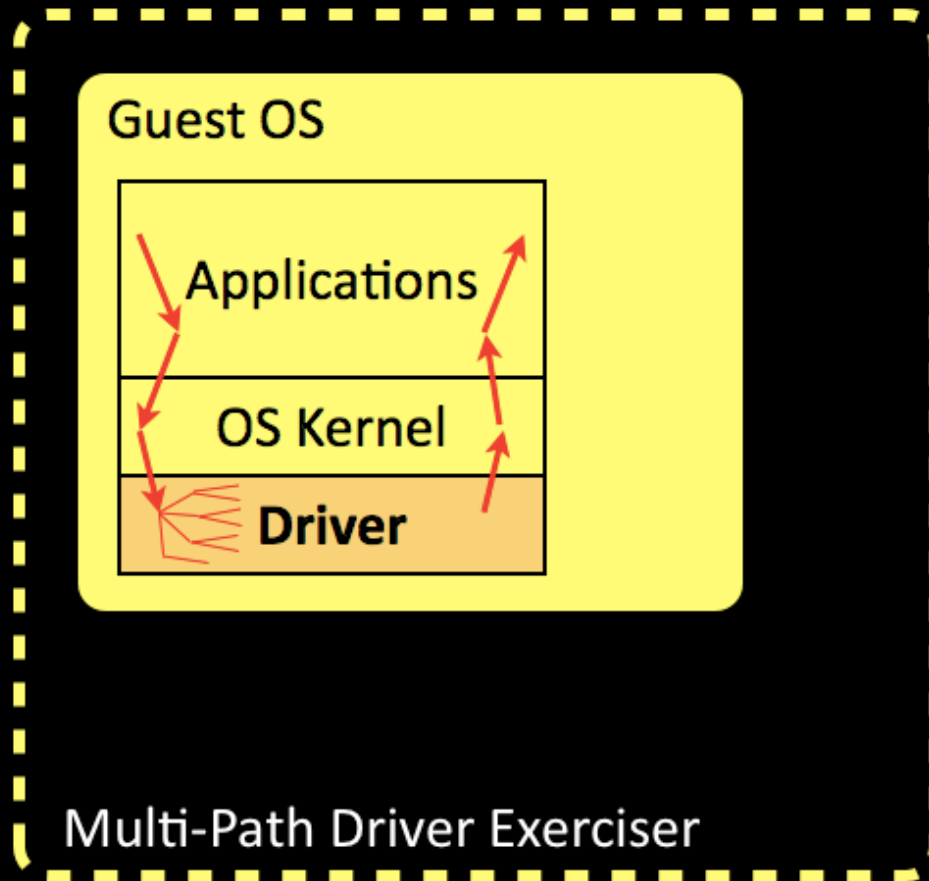 Guest OS
Applications
OS Kernel
Driver
Multi-Path Driver Exerciser